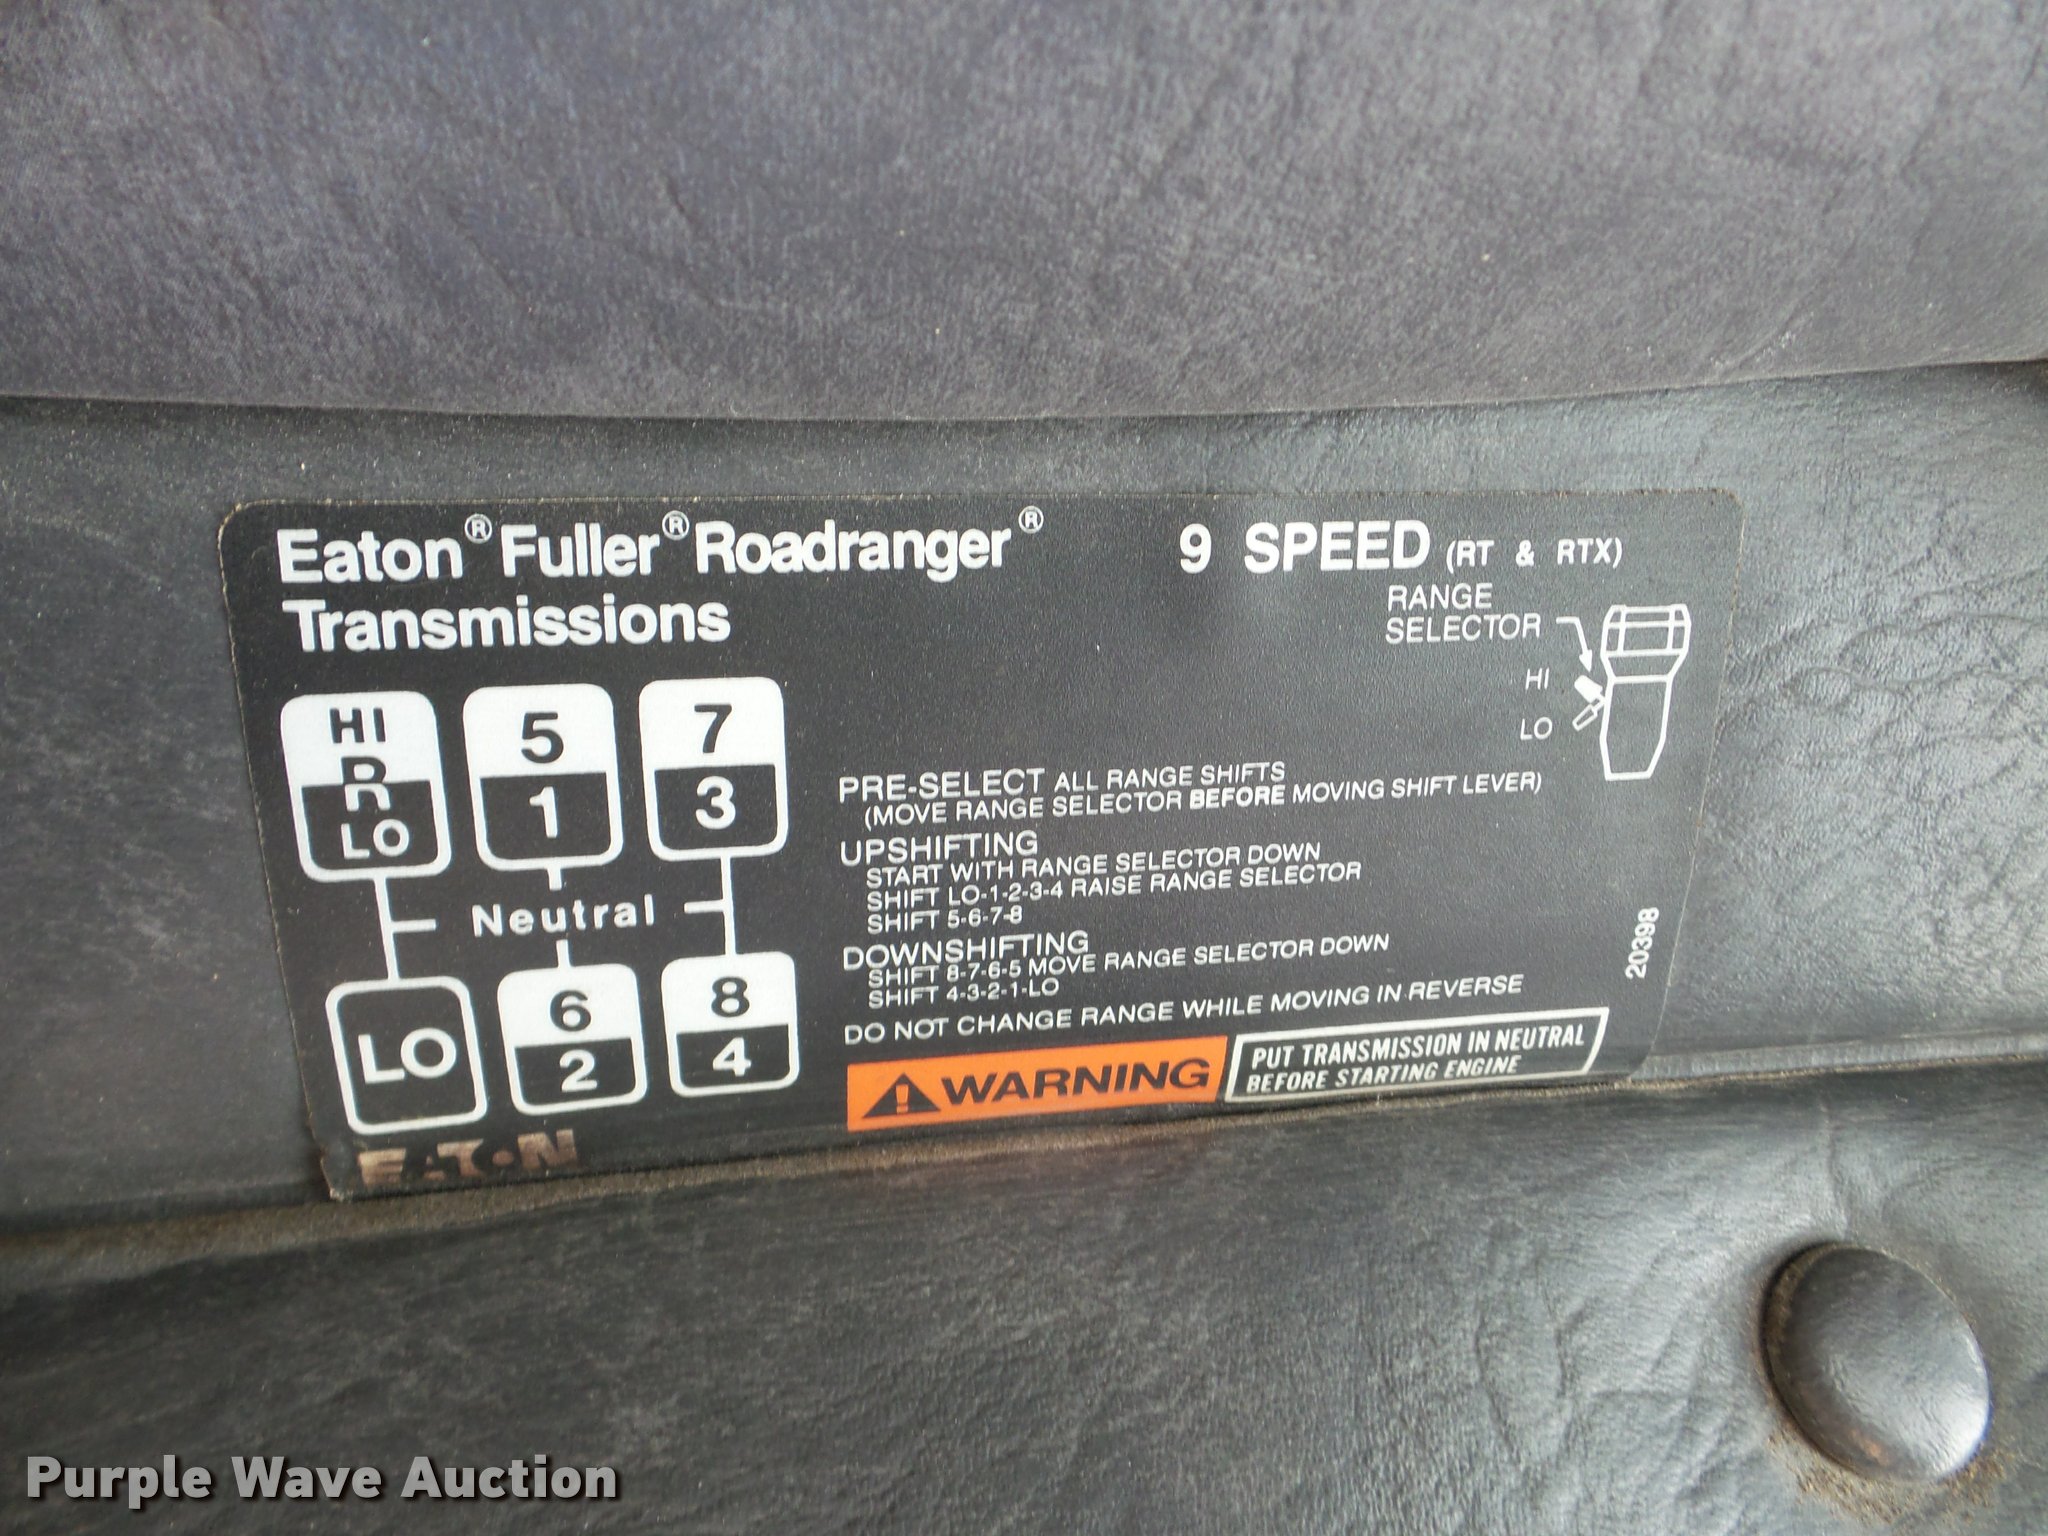 Eaton® Fuller® Roadranger®
Transmissions
9 SPEED (RT & RTX)
RANGE
SELECTOR
HI
LO
HI
R
LO
5
1
7
3
Neutral
LO
6
2
8
4
PRE-SELECT ALL RANGE SHIFTS
(MOVE RANGE SELECTOR BEFORE MOVING SHIFT LEVER)
UPSHIFTING
START WITH RANGE SELECTOR DOWN
SHIFT LO-1-2-3-4 RAISE RANGE SELECTOR
SHIFT 5-6-7-8
DOWNSHIFTING
SHIFT 8-7-6-5 MOVE RANGE SELECTOR DOWN
SHIFT 4-3-2-1-LO
DO NOT CHANGE RANGE WHILE MOVING IN REVERSE
WARNING
PUT TRANSMISSION IN NEUTRAL
BEFORE STARTING ENGINE
20398
EATON
Purple Wave Auction